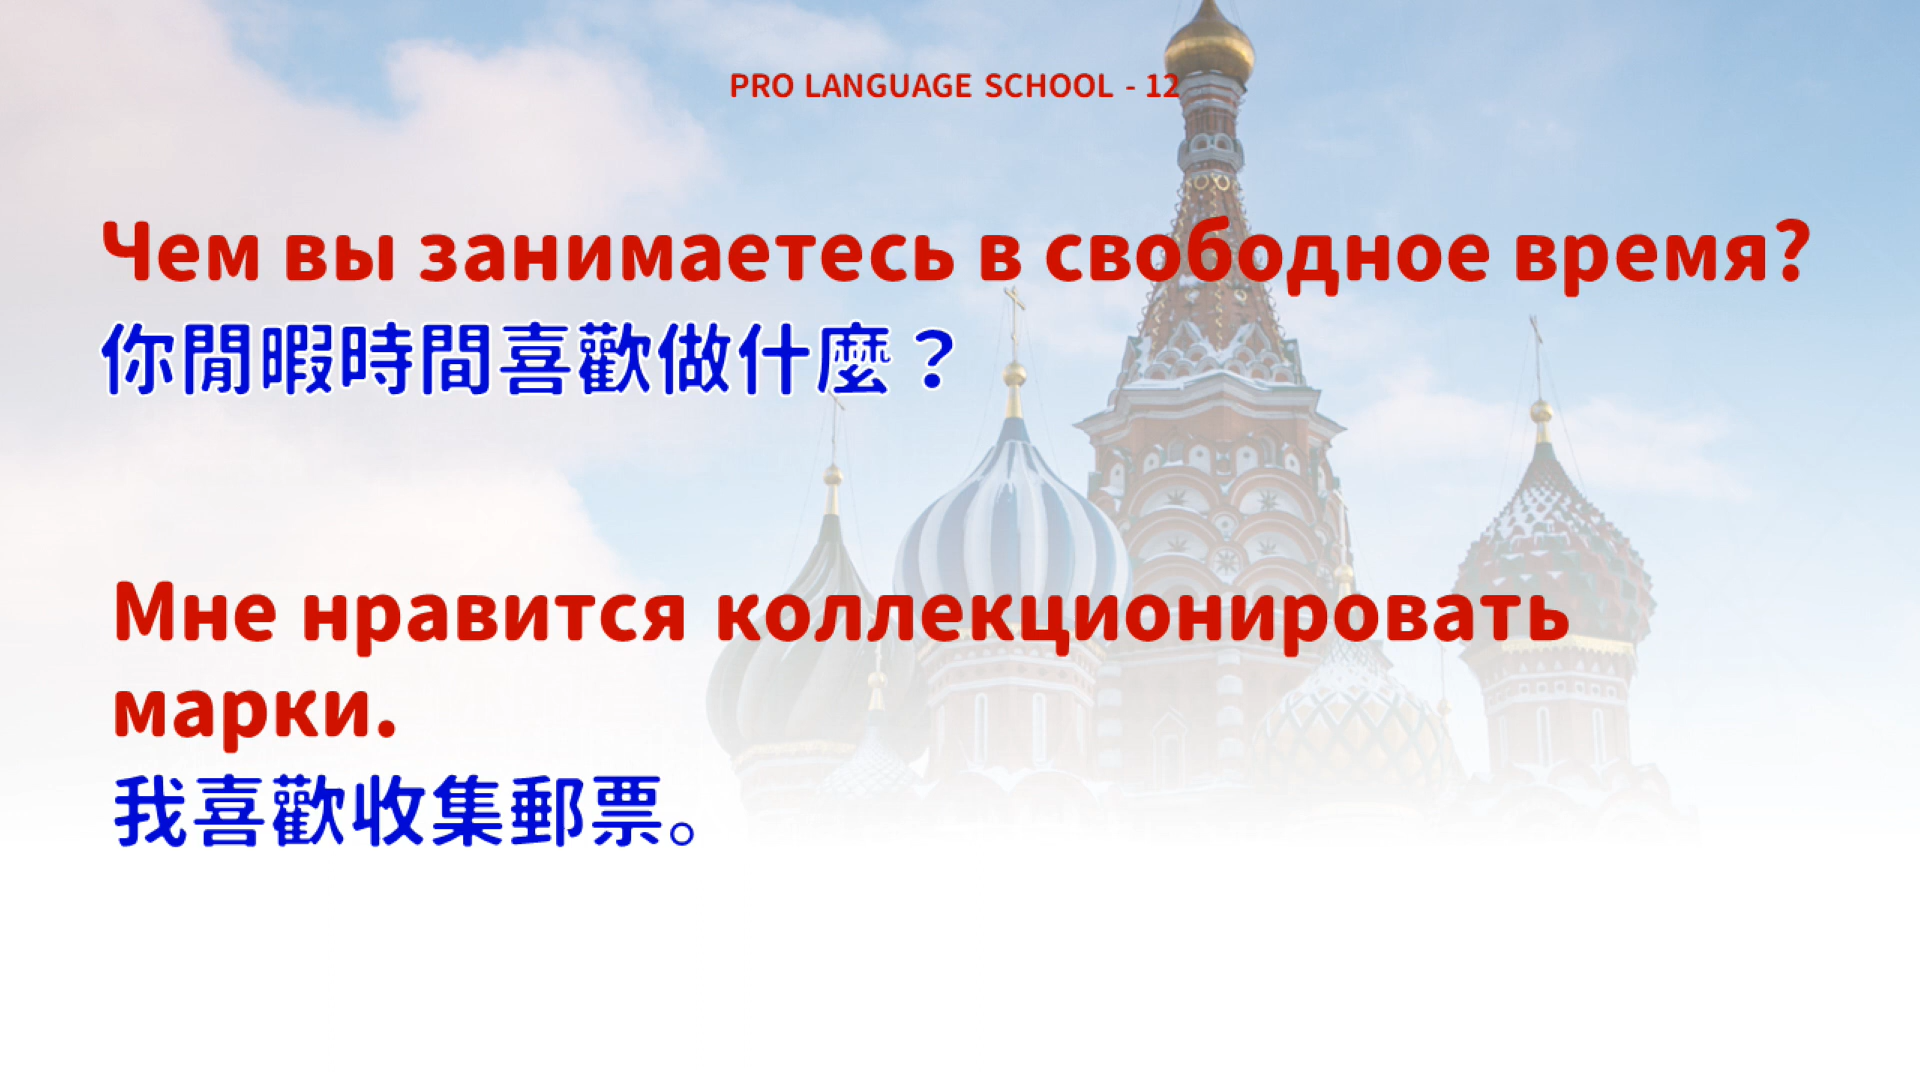 PRO LANGUAGE SCHOOL - 12
Чем вы занимаетесь в свободное время?
你閒暇時間喜歡做什麼？
Мне нравится коллекционировать
марки.
我喜歡收集郵票。